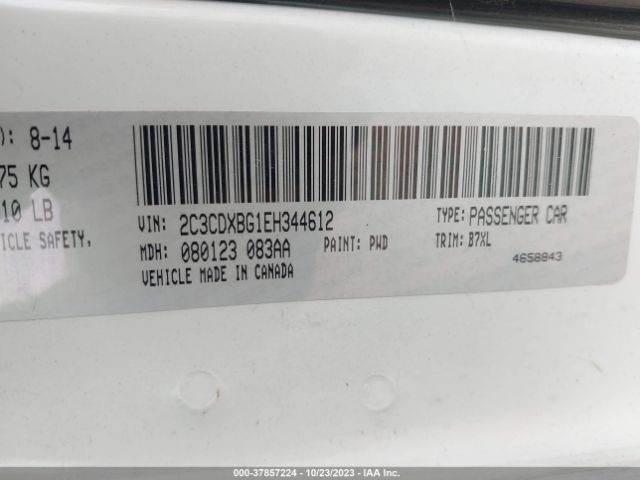 ): 8-14
75 KG
10 LB
ICLE SAFETY,
VIN: 2C3CDXBG1EH344612 TYPE: PASSENGER CAR
MDH: 080123 083AA PAINT: PWD TRIM: B7XL
VEHICLE MADE IN CANADA 4658843
000-37857224 - 10/23/2023 - IAA Inc.